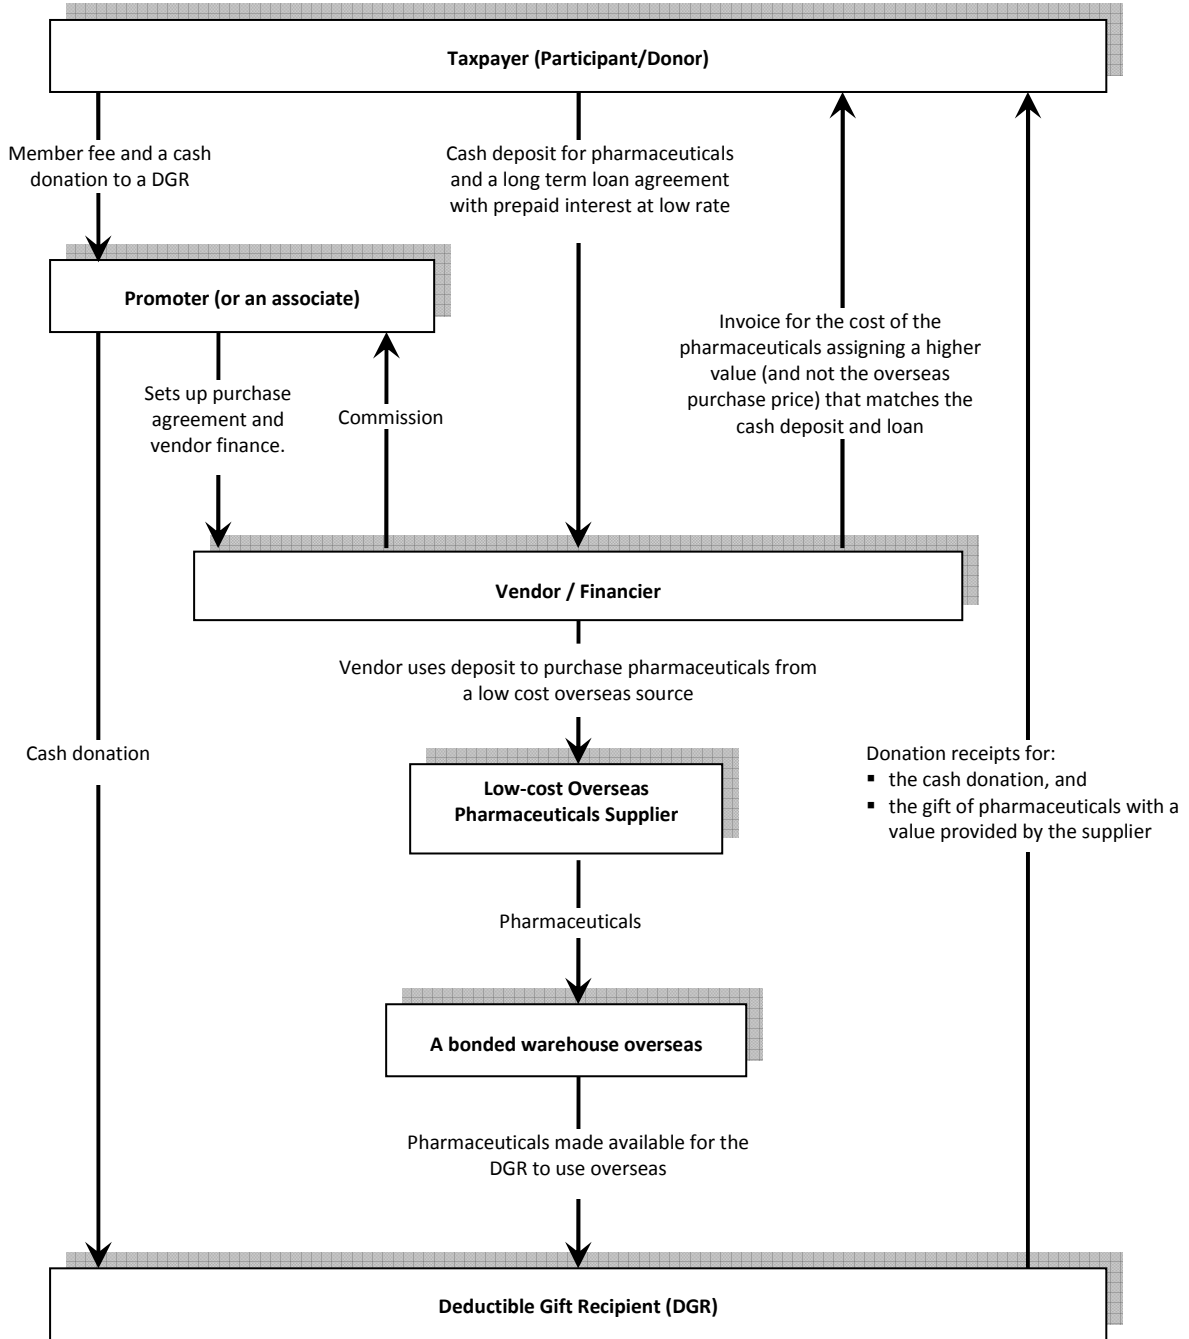 Taxpayer (Participant/Donor)
Member fee and a cash
donation to a DGR
Cash deposit for pharmaceuticals
and a long term loan agreement
with prepaid interest at low rate
Promoter (or an associate)
Invoice for the cost of the
pharmaceuticals assigning a higher
value (and not the overseas
purchase price) that matches the
cash deposit and loan
Sets up purchase
agreement and
vendor finance.
Commission
Vendor / Financier
Vendor uses deposit to purchase pharmaceuticals from
a low cost overseas source
Cash donation
Low-cost Overseas
Pharmaceuticals Supplier
Donation receipts for:
▪ the cash donation, and
▪ the gift of pharmaceuticals with a
value provided by the supplier
Pharmaceuticals
A bonded warehouse overseas
Pharmaceuticals made available for the
DGR to use overseas
Deductible Gift Recipient (DGR)